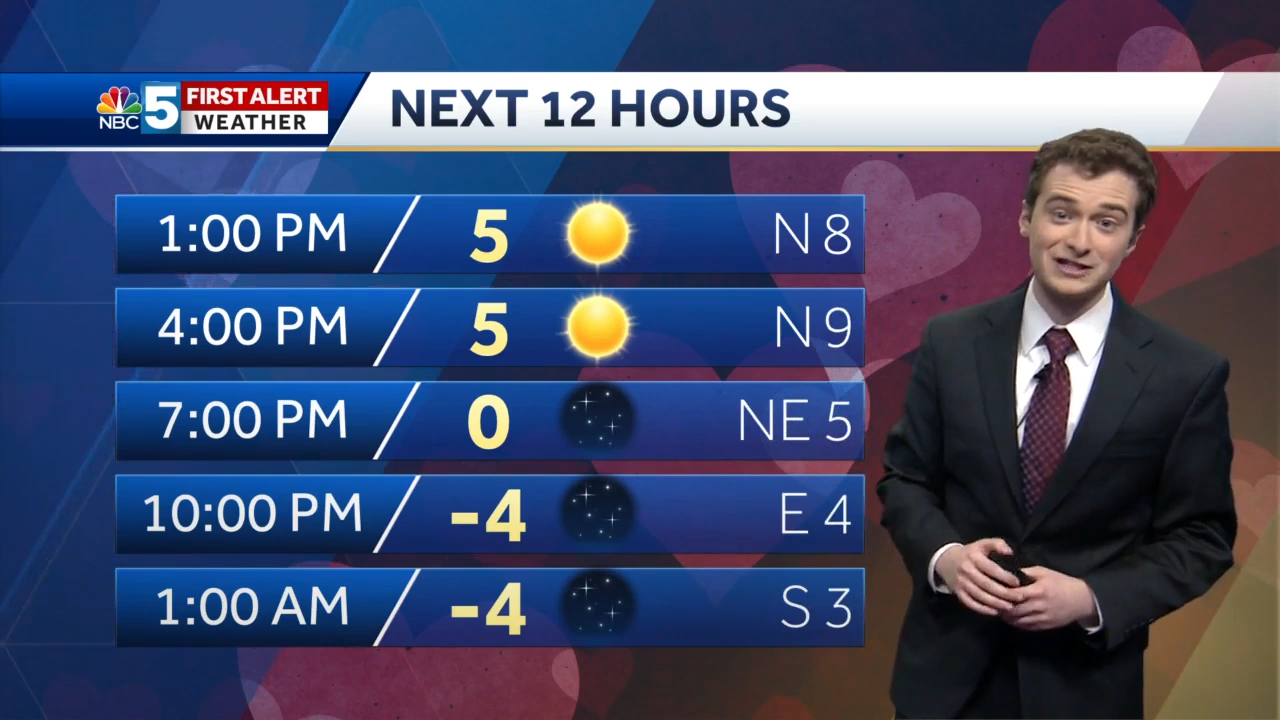 NBC 5 FIRST ALERT WEATHER
NEXT 12 HOURS
1:00 PM 5 N 8
4:00 PM 5 N 9
7:00 PM 0 NE 5
10:00 PM -4 E 4
1:00 AM -4 S 3